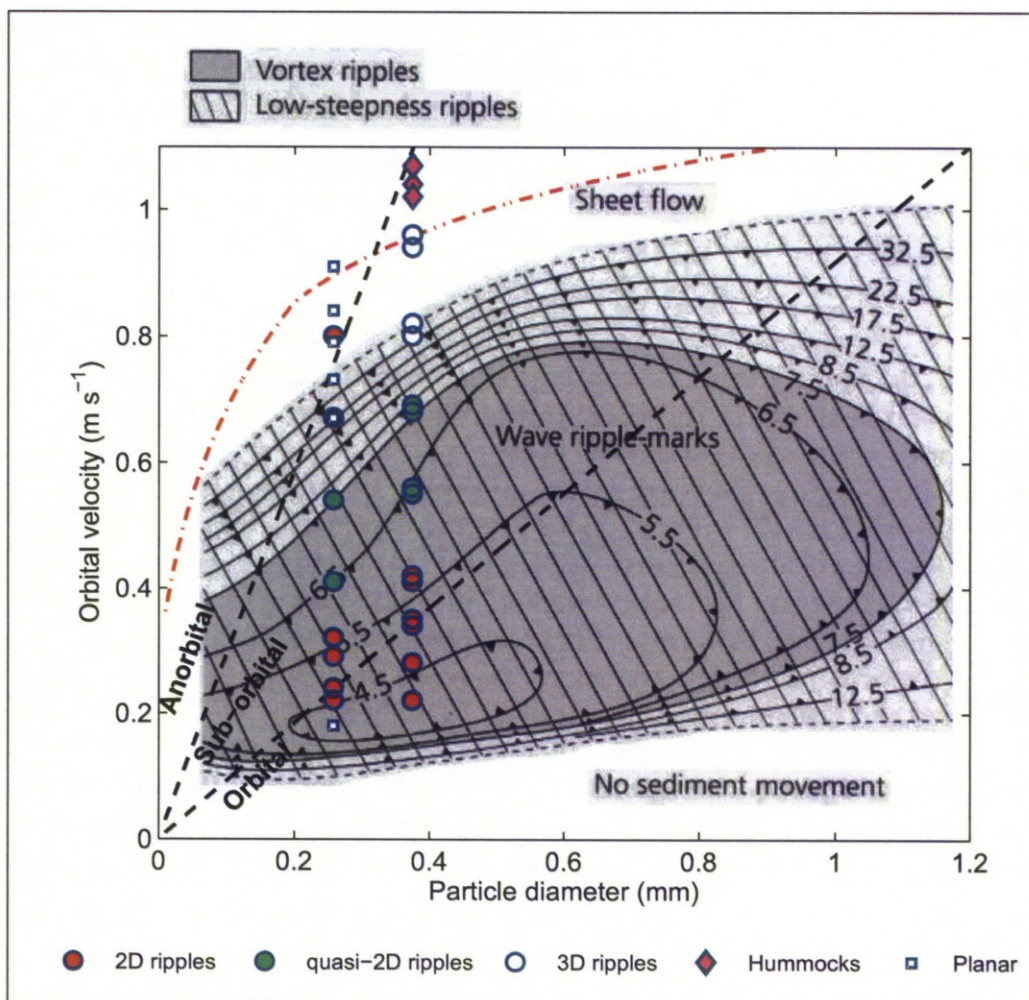 Vortex ripples
Low-steepness ripples
Sheet flow
32.5
22.5
17.5
12.5
8.5
7.5
6.5
Wave ripple-marks
5.5
6.
5.5
4.5
7.5
8.5
12.5
Anorbital
Sub-orbital
Orbital
No sediment movement
1
0.8
0.6
0.4
0.2
0
Orbital velocity (m s⁻¹)
0 0.2 0.4 0.6 0.8 1 1.2
Particle diameter (mm)
2D ripples quasi-2D ripples 3D ripples Hummocks Planar